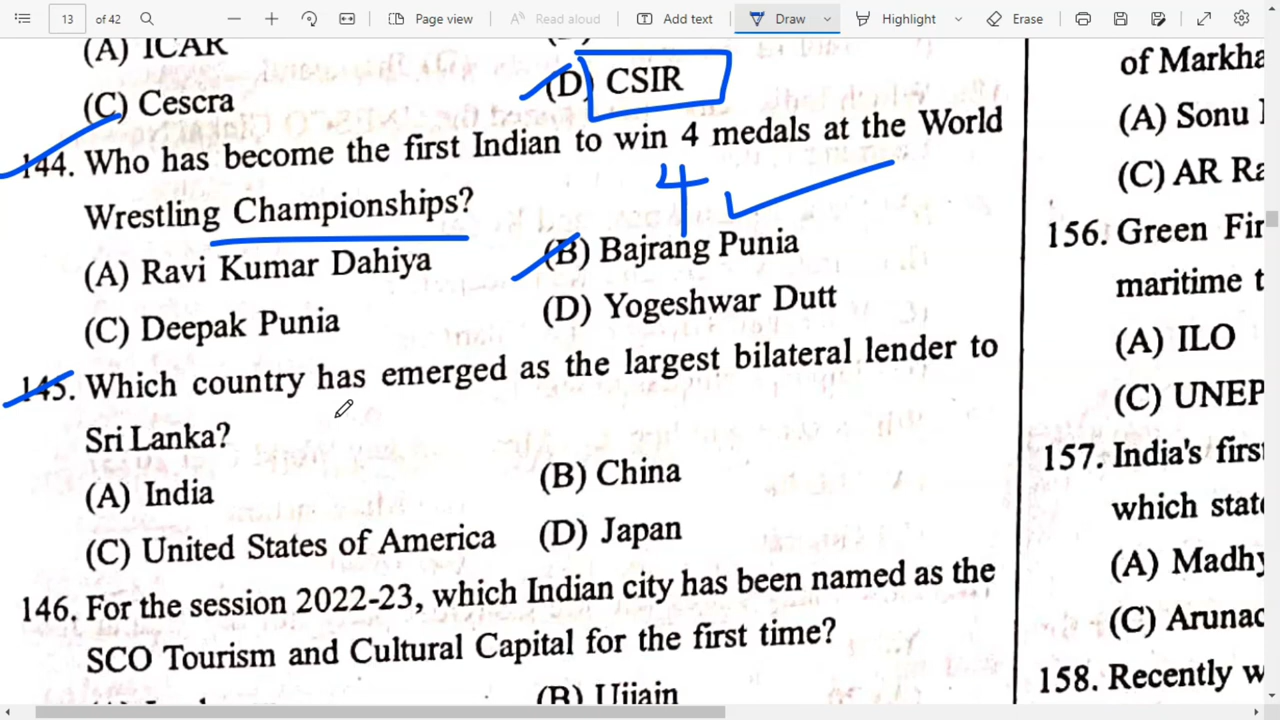 13 of 42 Page view Read aloud Add text Draw Highlight Erase
(A) ICAR
(C) Cescra (D) CSIR
144. Who has become the first Indian to win 4 medals at the World
Wrestling Championships?
4
(A) Ravi Kumar Dahiya (B) Bajrang Punia
(C) Deepak Punia (D) Yogeshwar Dutt
145. Which country has emerged as the largest bilateral lender to
Sri Lanka?
(A) India (B) China
(C) United States of America (D) Japan
146. For the session 2022-23, which Indian city has been named as the
SCO Tourism and Cultural Capital for the first time?
(B) Ujjain
of Markha
(A) Sonu
(C) AR Ra
156. Green Fir
maritime t
(A) ILO
(C) UNEP
157. India's first
which state
(A) Madhy
(C) Arunac
158. Recently w